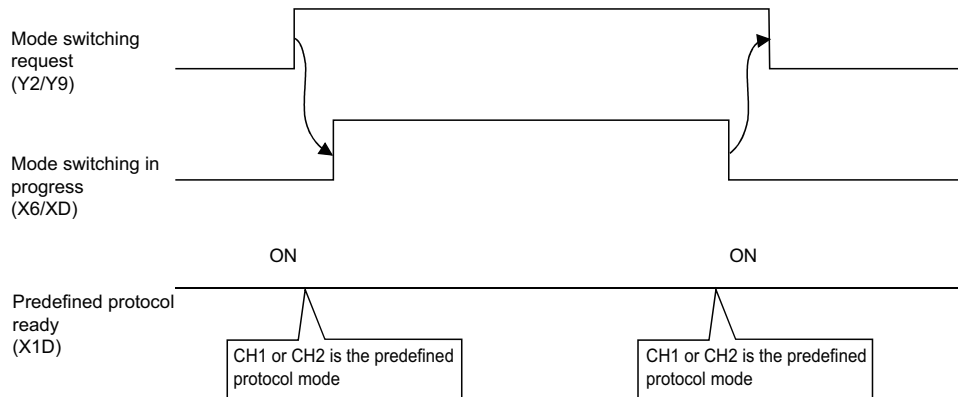 Mode switching
request
(Y2/Y9)
Mode switching in
progress
(X6/XD)
ON
ON
Predefined protocol
ready
(X1D)
CH1 or CH2 is the predefined
protocol mode
CH1 or CH2 is the predefined
protocol mode